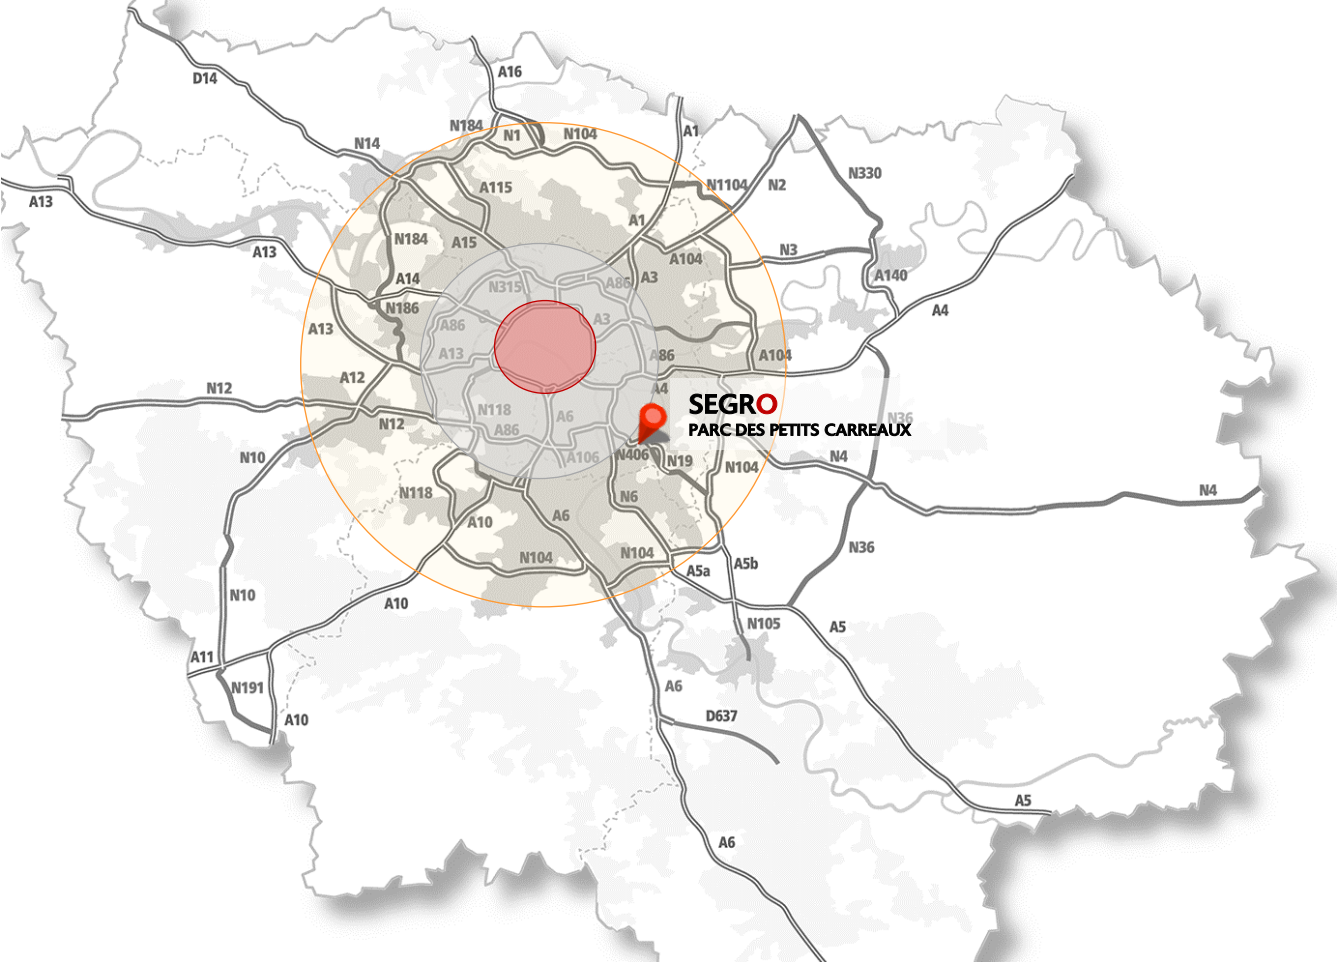 A16
D14
N184
N1
N104
A1
N14
N330
N1104
N2
A115
A13
A1
N184
A15
A13
N3
A104
A14
A3
A140
A86
N315
N186
A4
A3
A13
A86
A13
A86
A104
A12
N12
A4
SEGRO
PARC DES PETITS CARREAUX
N118
A6
N36
N12
A86
N10
A106
N406
N19
N104
N4
N118
N4
N6
A10
A6
N36
N104
N104
A5a
A5b
N10
A10
N105
A5
A11
N191
A6
A10
D637
A5
A6